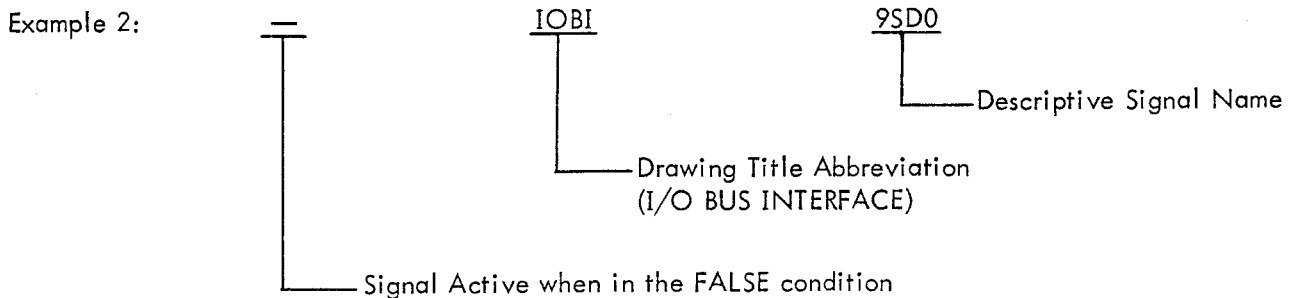 Example 2: – IOBI 9SD0
Descriptive Signal Name
Drawing Title Abbreviation
(I/O BUS INTERFACE)
Signal Active when in the FALSE condition